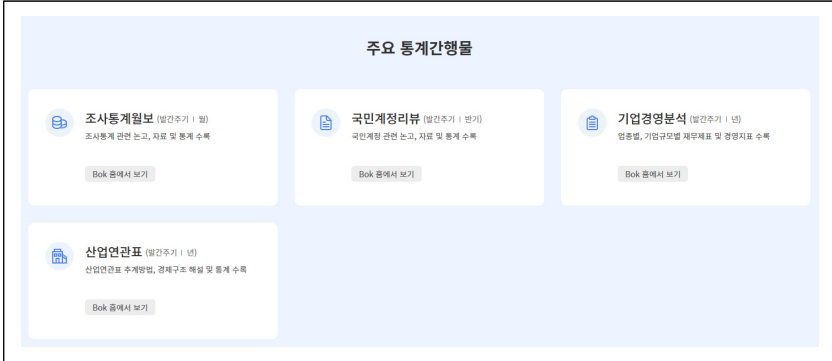 주요 통계간행물
조사통계월보 (발간주기 | 월)
조사통계 관련 논고, 자료 및 통계 수록
Bok 홈에서 보기
국민계정리뷰 (발간주기 | 반기)
국민계정 관련 논고, 자료 및 통계 수록
Bok 홈에서 보기
기업경영분석 (발간주기 | 년)
업종별, 기업규모별 재무제표 및 경영지표 수록
Bok 홈에서 보기
산업연관표 (발간주기 | 년)
산업연관표 추계방법, 경제구조 해설 및 통계 수록
Bok 홈에서 보기